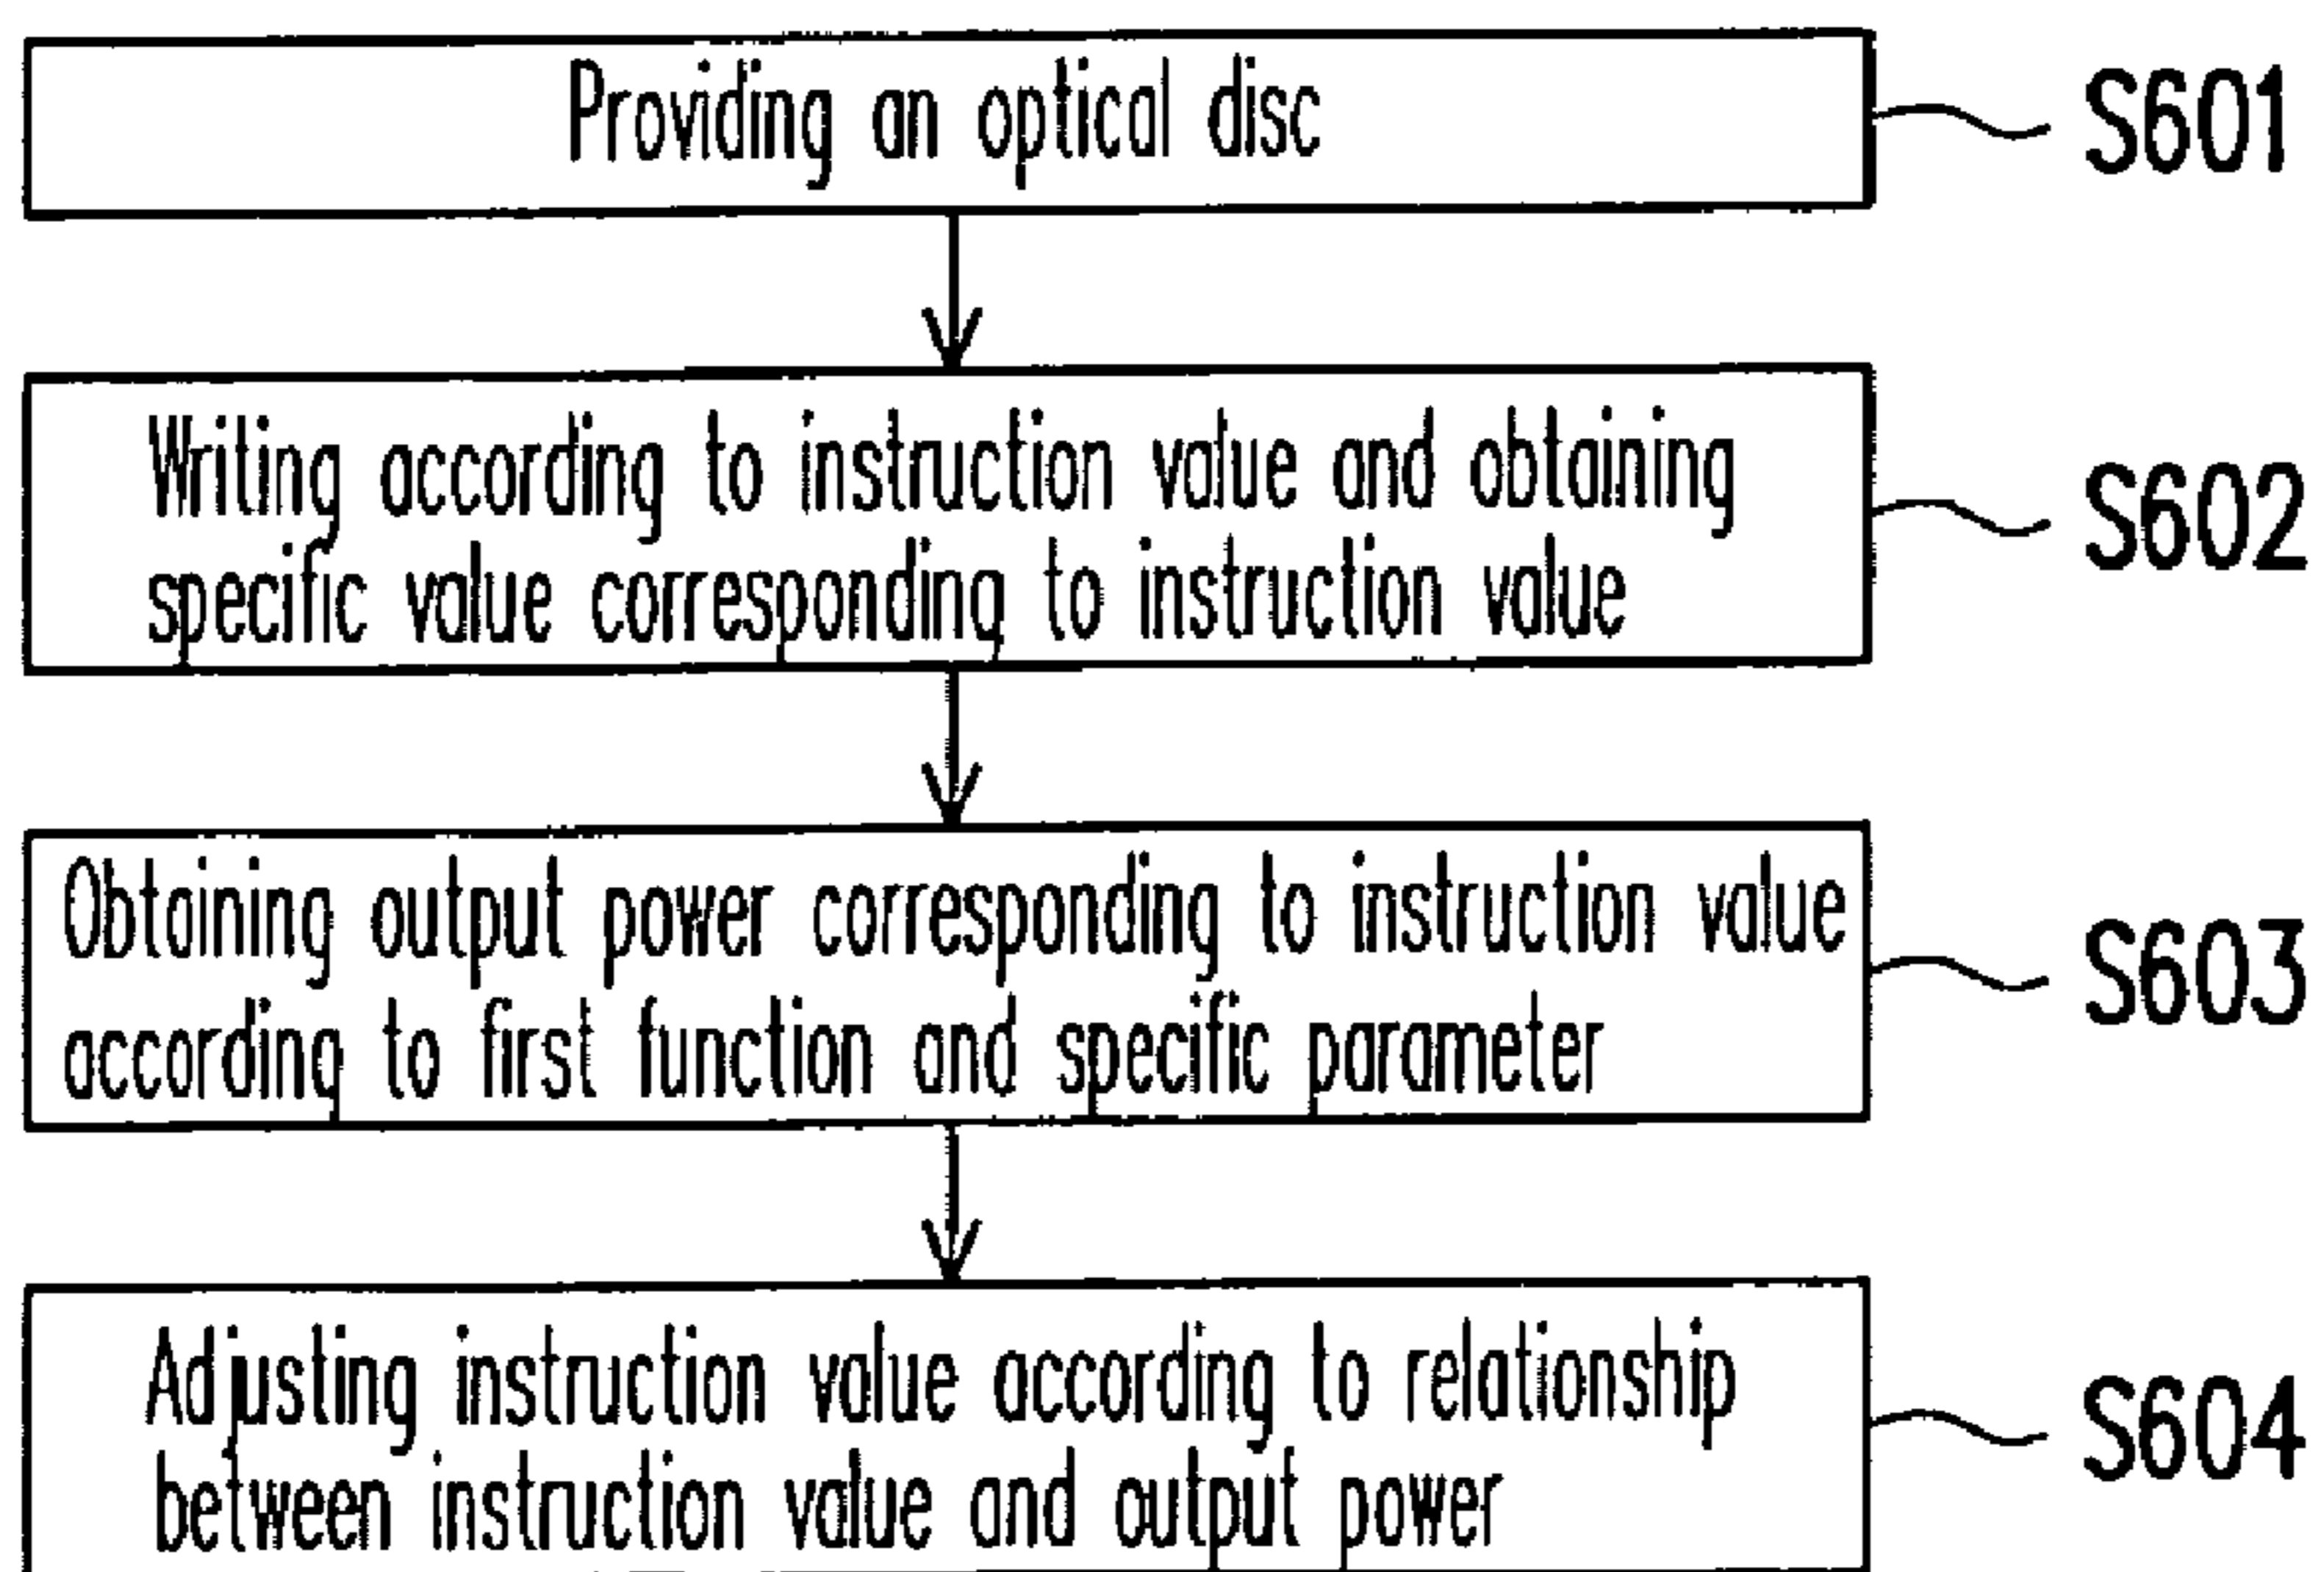 Providing an optical disc
S601
Writing according to instruction value and obtaining
specific value corresponding to instruction value
S602
Obtaining output power corresponding to instruction value
according to first function and specific parameter
S603
Adjusting instruction value according to relationship
between instruction value and output power
S604